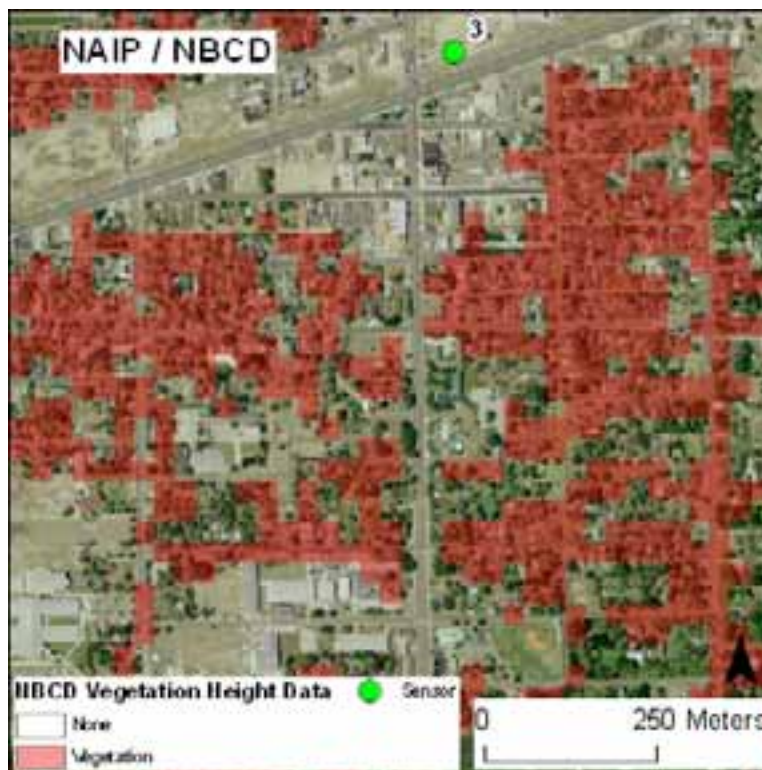 NAIP / NBCD
3
NBCD Vegetation Height Data
Sensor
None
Vegetation
0 250 Meters